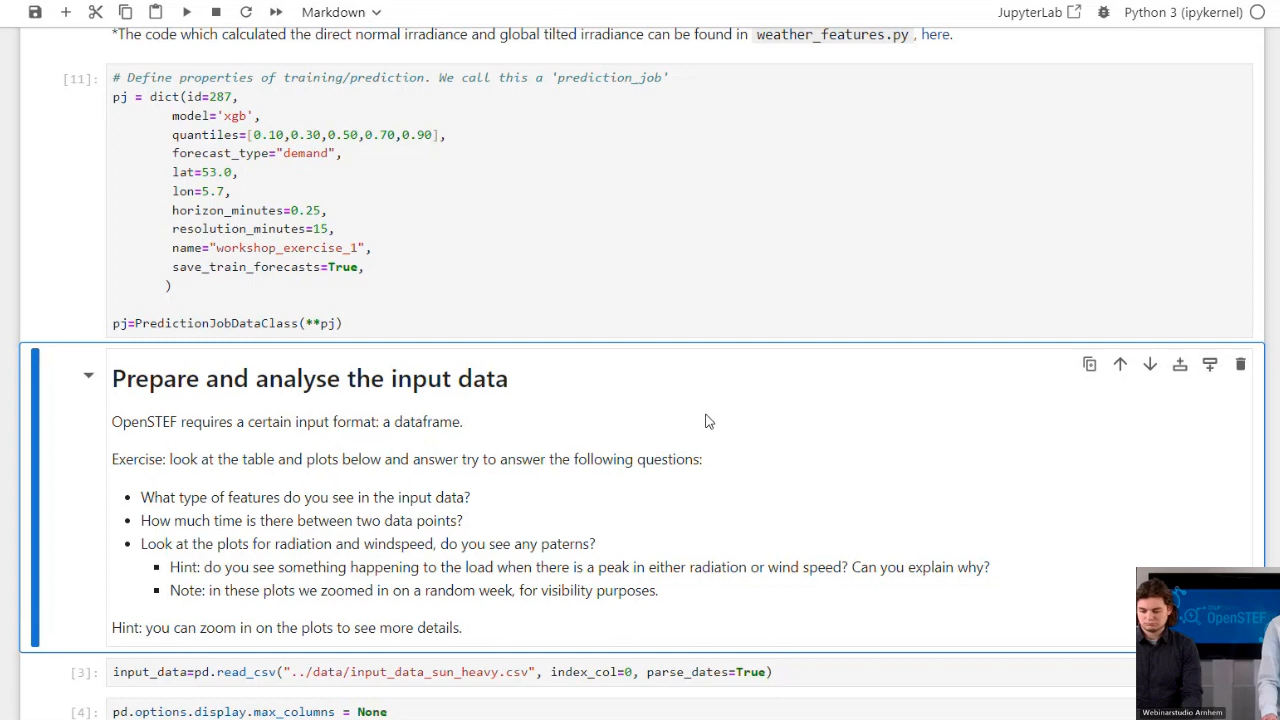 Markdown
JupyterLab
Python 3 (ipykernel)
*The code which calculated the direct normal irradiance and global tilted irradiance can be found in weather_features.py, here.
[11]:
# Define properties of training/prediction. We call this a 'prediction_job'
pj = dict(id=287,
model='xgb',
quantiles=[0.10,0.30,0.50,0.70,0.90],
forecast_type="demand",
lat=53.0,
lon=5.7,
horizon_minutes=0.25,
resolution_minutes=15,
name="workshop_exercise_1",
save_train_forecasts=True,
)
pj=PredictionJobDataClass(**pj)
Prepare and analyse the input data
OpenSTEF requires a certain input format: a dataframe.
Exercise: look at the table and plots below and answer try to answer the following questions:
• What type of features do you see in the input data?
• How much time is there between two data points?
• Look at the plots for radiation and windspeed, do you see any paterns?
▪ Hint: do you see something happening to the load when there is a peak in either radiation or wind speed? Can you explain why?
▪ Note: in these plots we zoomed in on a random week, for visibility purposes.
Hint: you can zoom in on the plots to see more details.
OpenSTEF
[3]: input_data=pd.read_csv("../data/input_data_sun_heavy.csv", index_col=0, parse_dates=True)
[4]: pd.options.display.max_columns = None
Webinarstudio Arnhem